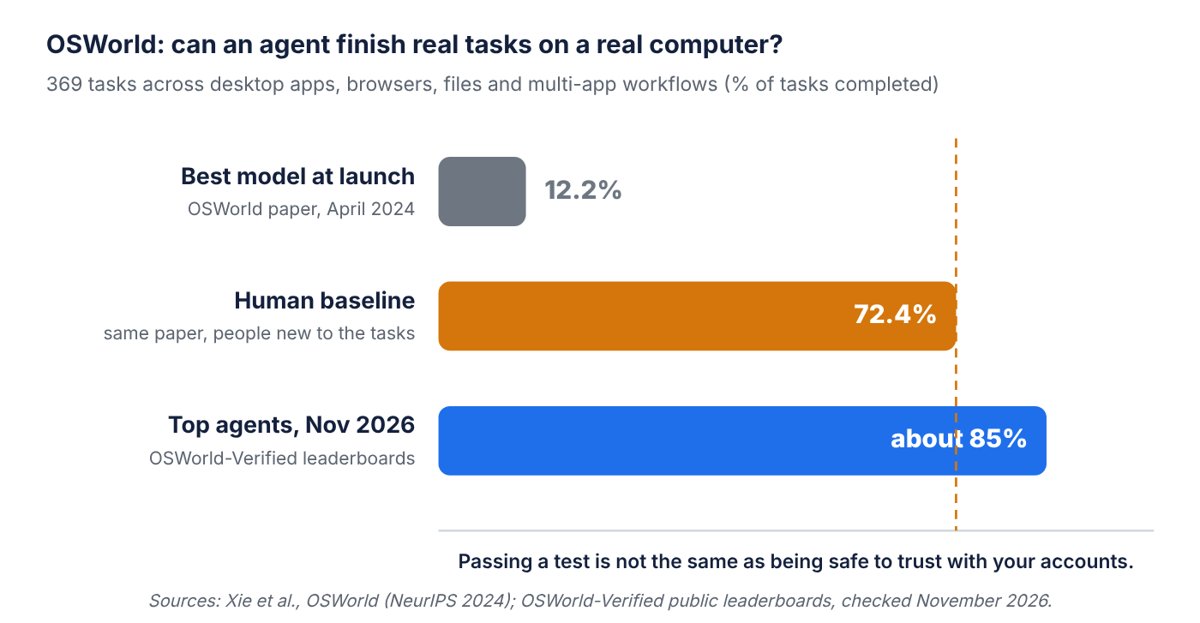 OSWorld: can an agent finish real tasks on a real computer?
369 tasks across desktop apps, browsers, files and multi-app workflows (% of tasks completed)
Best model at launch
OSWorld paper, April 2024
12.2%
Human baseline
same paper, people new to the tasks
72.4%
Top agents, Nov 2026
OSWorld-Verified leaderboards
about 85%
Passing a test is not the same as being safe to trust with your accounts.
Sources: Xie et al., OSWorld (NeurIPS 2024); OSWorld-Verified public leaderboards, checked November 2026.